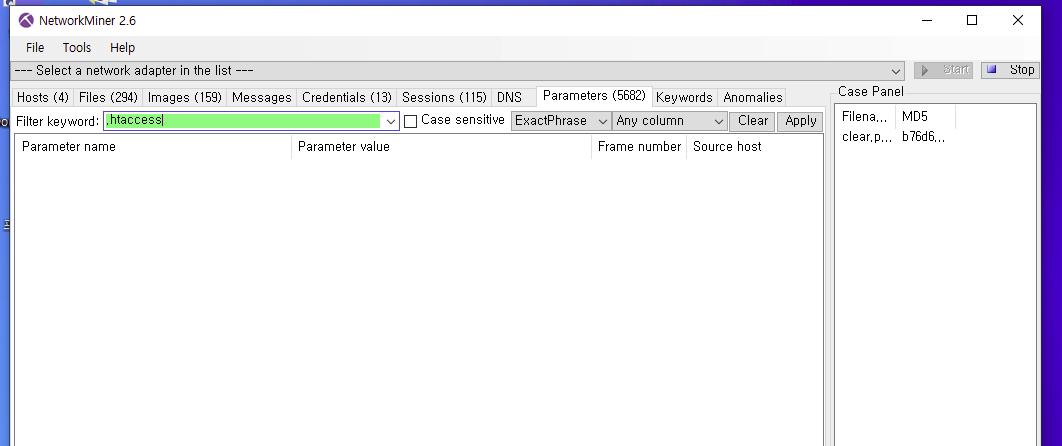 NetworkMiner 2.6
File Tools Help
--- Select a network adapter in the list --- Start Stop
Hosts (4) Files (294) Images (159) Messages Credentials (13) Sessions (115) DNS Parameters (5682) Keywords Anomalies
Filter keyword: .htaccess Case sensitive ExactPhrase Any column Clear Apply
Parameter name Parameter value Frame number Source host
Case Panel
Filena... MD5
clear.p... b76d6...